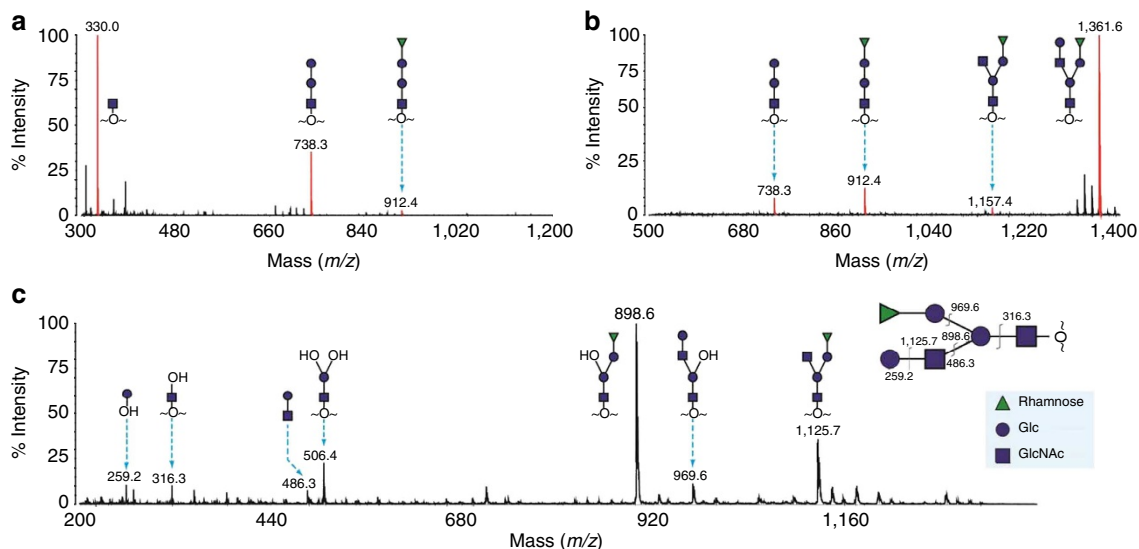 a
% Intensity
100
75
50
25
0
330.0
738.3
912.4
~O~
~O~
~O~
300 480 660 840 1,020 1,200
Mass (m/z)
b
% Intensity
100
75
50
25
0
738.3
912.4
1,157.4
1,361.6
~O~
~O~
~O~
~O~
500 680 860 1,040 1,220 1,400
Mass (m/z)
c
% Intensity
100
75
50
25
0
OH
259.2
OH
~O~
316.3
486.3
HO OH
~O~
506.4
898.6
HO
~O~
OH
~O~
969.6
~O~
1,125.7
200 440 680 920 1,160
Mass (m/z)
969.6
316.3
1,125.7
898.6
486.3
259.2
~O~
Rhamnose
Glc
GlcNAc